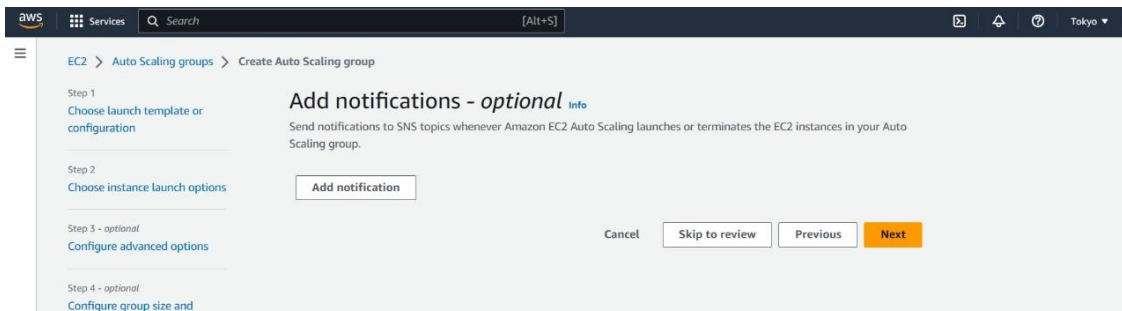 aws
Services
Search
[Alt+S]
Tokyo
EC2 > Auto Scaling groups > Create Auto Scaling group
Step 1
Choose launch template or
configuration
Step 2
Choose instance launch options
Step 3 - optional
Configure advanced options
Step 4 - optional
Configure group size and
Add notifications - optional Info
Send notifications to SNS topics whenever Amazon EC2 Auto Scaling launches or terminates the EC2 instances in your Auto
Scaling group.
Add notification
Cancel
Skip to review
Previous
Next